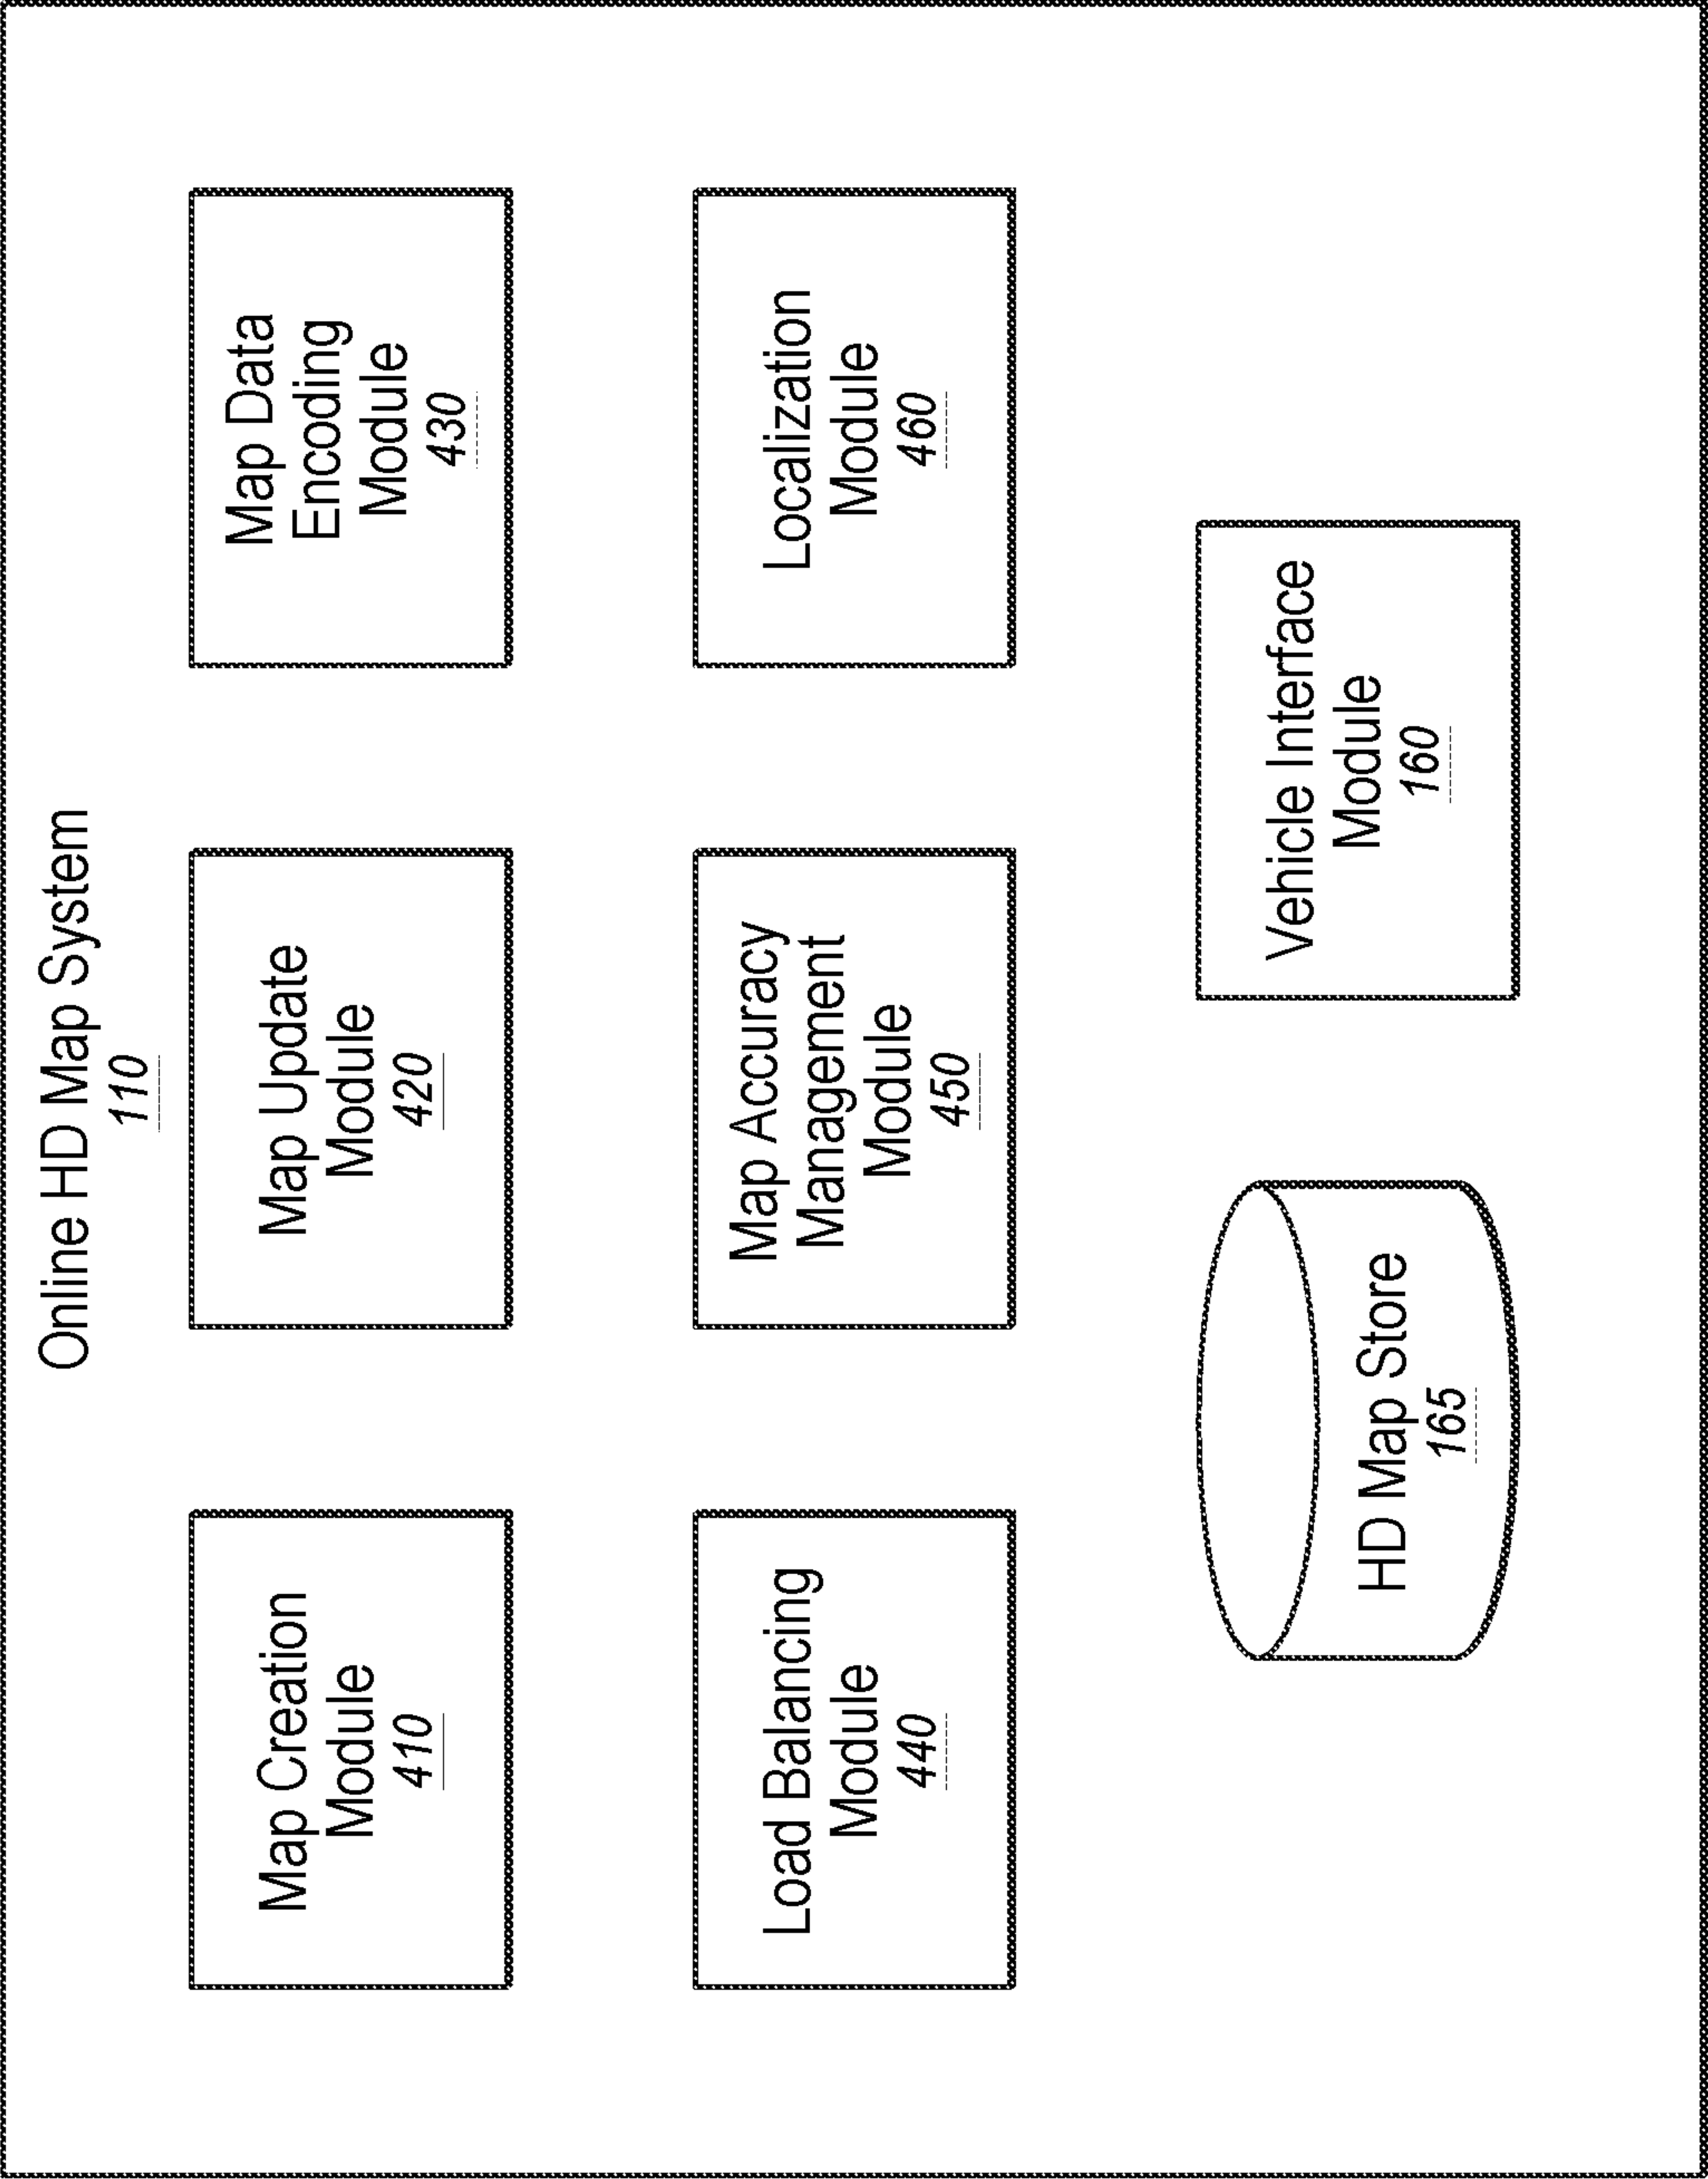 Online HD Map System
110
Map Creation
Module
410
Map Update
Module
420
Map Data
Encoding
Module
430
Load Balancing
Module
440
Map Accuracy
Management
Module
450
Localization
Module
460
HD Map Store
165
Vehicle Interface
Module
160